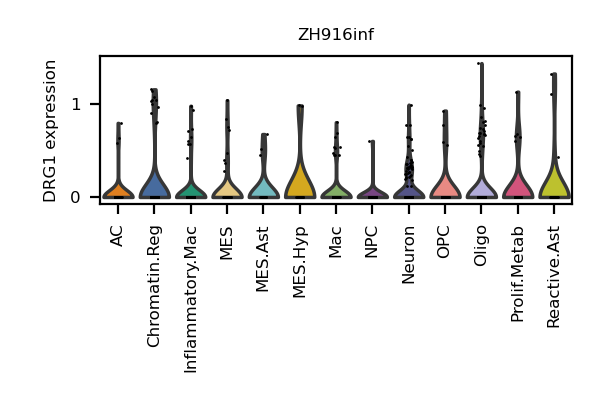 ZH916inf
DRG1 expression
1
0
AC
Chromatin.Reg
Inflammatory.Mac
MES
MES.Ast
MES.Hyp
Mac
NPC
Neuron
OPC
Oligo
Prolif.Metab
Reactive.Ast